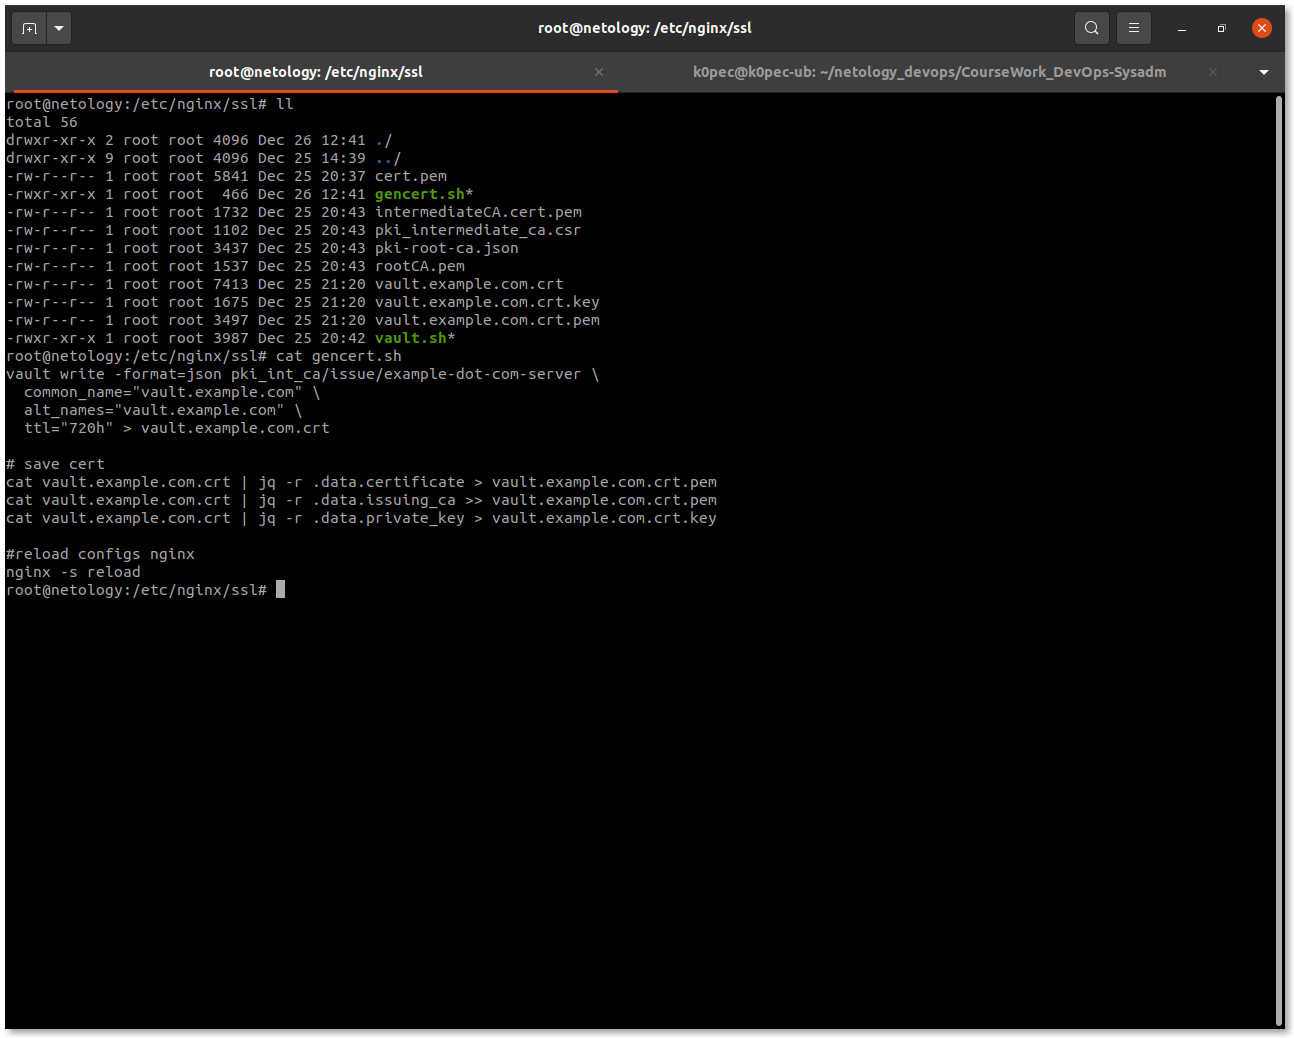 root@netology: /etc/nginx/ssl
root@netology: /etc/nginx/ssl
k0pec@k0pec-ub: ~/netology_devops/CourseWork_DevOps-Sysadm
root@netology:/etc/nginx/ssl# ll
total 56
drwxr-xr-x 2 root root 4096 Dec 26 12:41 ./
drwxr-xr-x 9 root root 4096 Dec 25 14:39 ../
-rw-r--r-- 1 root root 5841 Dec 25 20:37 cert.pem
-rwxr-xr-x 1 root root  466 Dec 26 12:41 gencert.sh*
-rw-r--r-- 1 root root 1732 Dec 25 20:43 intermediateCA.cert.pem
-rw-r--r-- 1 root root 1102 Dec 25 20:43 pki_intermediate_ca.csr
-rw-r--r-- 1 root root 3437 Dec 25 20:43 pki-root-ca.json
-rw-r--r-- 1 root root 1537 Dec 25 20:43 rootCA.pem
-rw-r--r-- 1 root root 7413 Dec 25 21:20 vault.example.com.crt
-rw-r--r-- 1 root root 1675 Dec 25 21:20 vault.example.com.crt.key
-rw-r--r-- 1 root root 3497 Dec 25 21:20 vault.example.com.crt.pem
-rwxr-xr-x 1 root root 3987 Dec 25 20:42 vault.sh*
root@netology:/etc/nginx/ssl# cat gencert.sh
vault write -format=json pki_int_ca/issue/example-dot-com-server \
  common_name="vault.example.com" \
  alt_names="vault.example.com" \
  ttl="720h" > vault.example.com.crt

# save cert
cat vault.example.com.crt | jq -r .data.certificate > vault.example.com.crt.pem
cat vault.example.com.crt | jq -r .data.issuing_ca >> vault.example.com.crt.pem
cat vault.example.com.crt | jq -r .data.private_key > vault.example.com.crt.key

#reload configs nginx
nginx -s reload
root@netology:/etc/nginx/ssl#